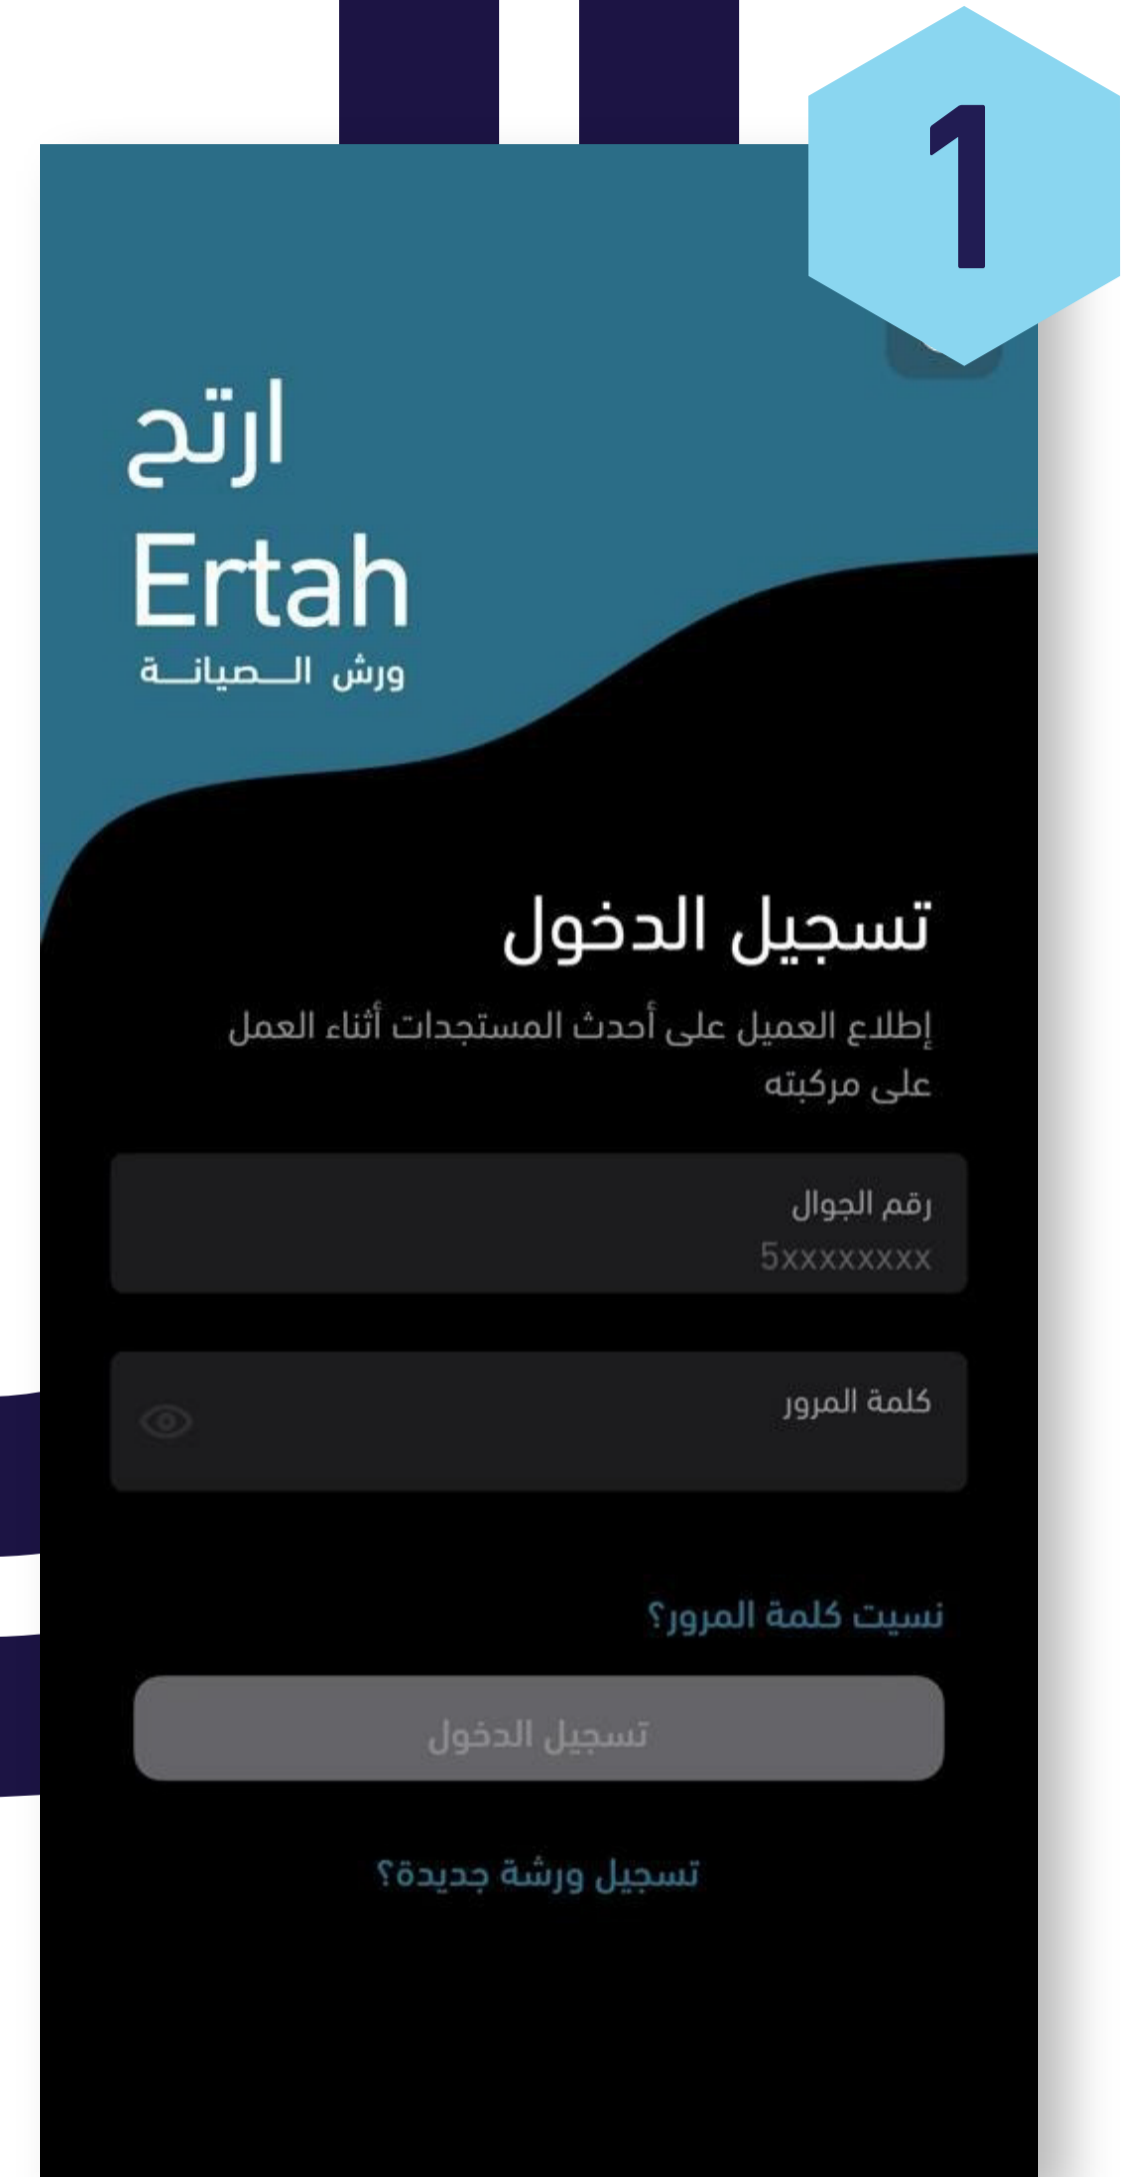 1
ارتح
Ertah
ورش الـــصيانـــة
تسجيل الدخول
إطلاع العميل على أحدث المستجدات أثناء العمل
على مركبته
رقم الجوال
5xxxxxxxx
كلمة المرور
نسيت كلمة المرور؟
تسجيل الدخول
تسجيل ورشة جديدة؟